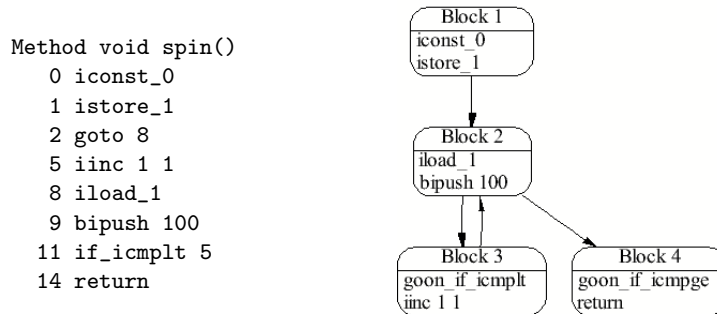 Method void spin()
0 iconst_0
1 istore_1
2 goto 8
5 iinc 1 1
8 iload_1
9 bipush 100
11 if_icmplt 5
14 return
Block 1
iconst_0
istore_1
Block 2
iload_1
bipush 100
Block 3
goon_if_icmplt
iinc 1 1
Block 4
goon_if_icmpge
return